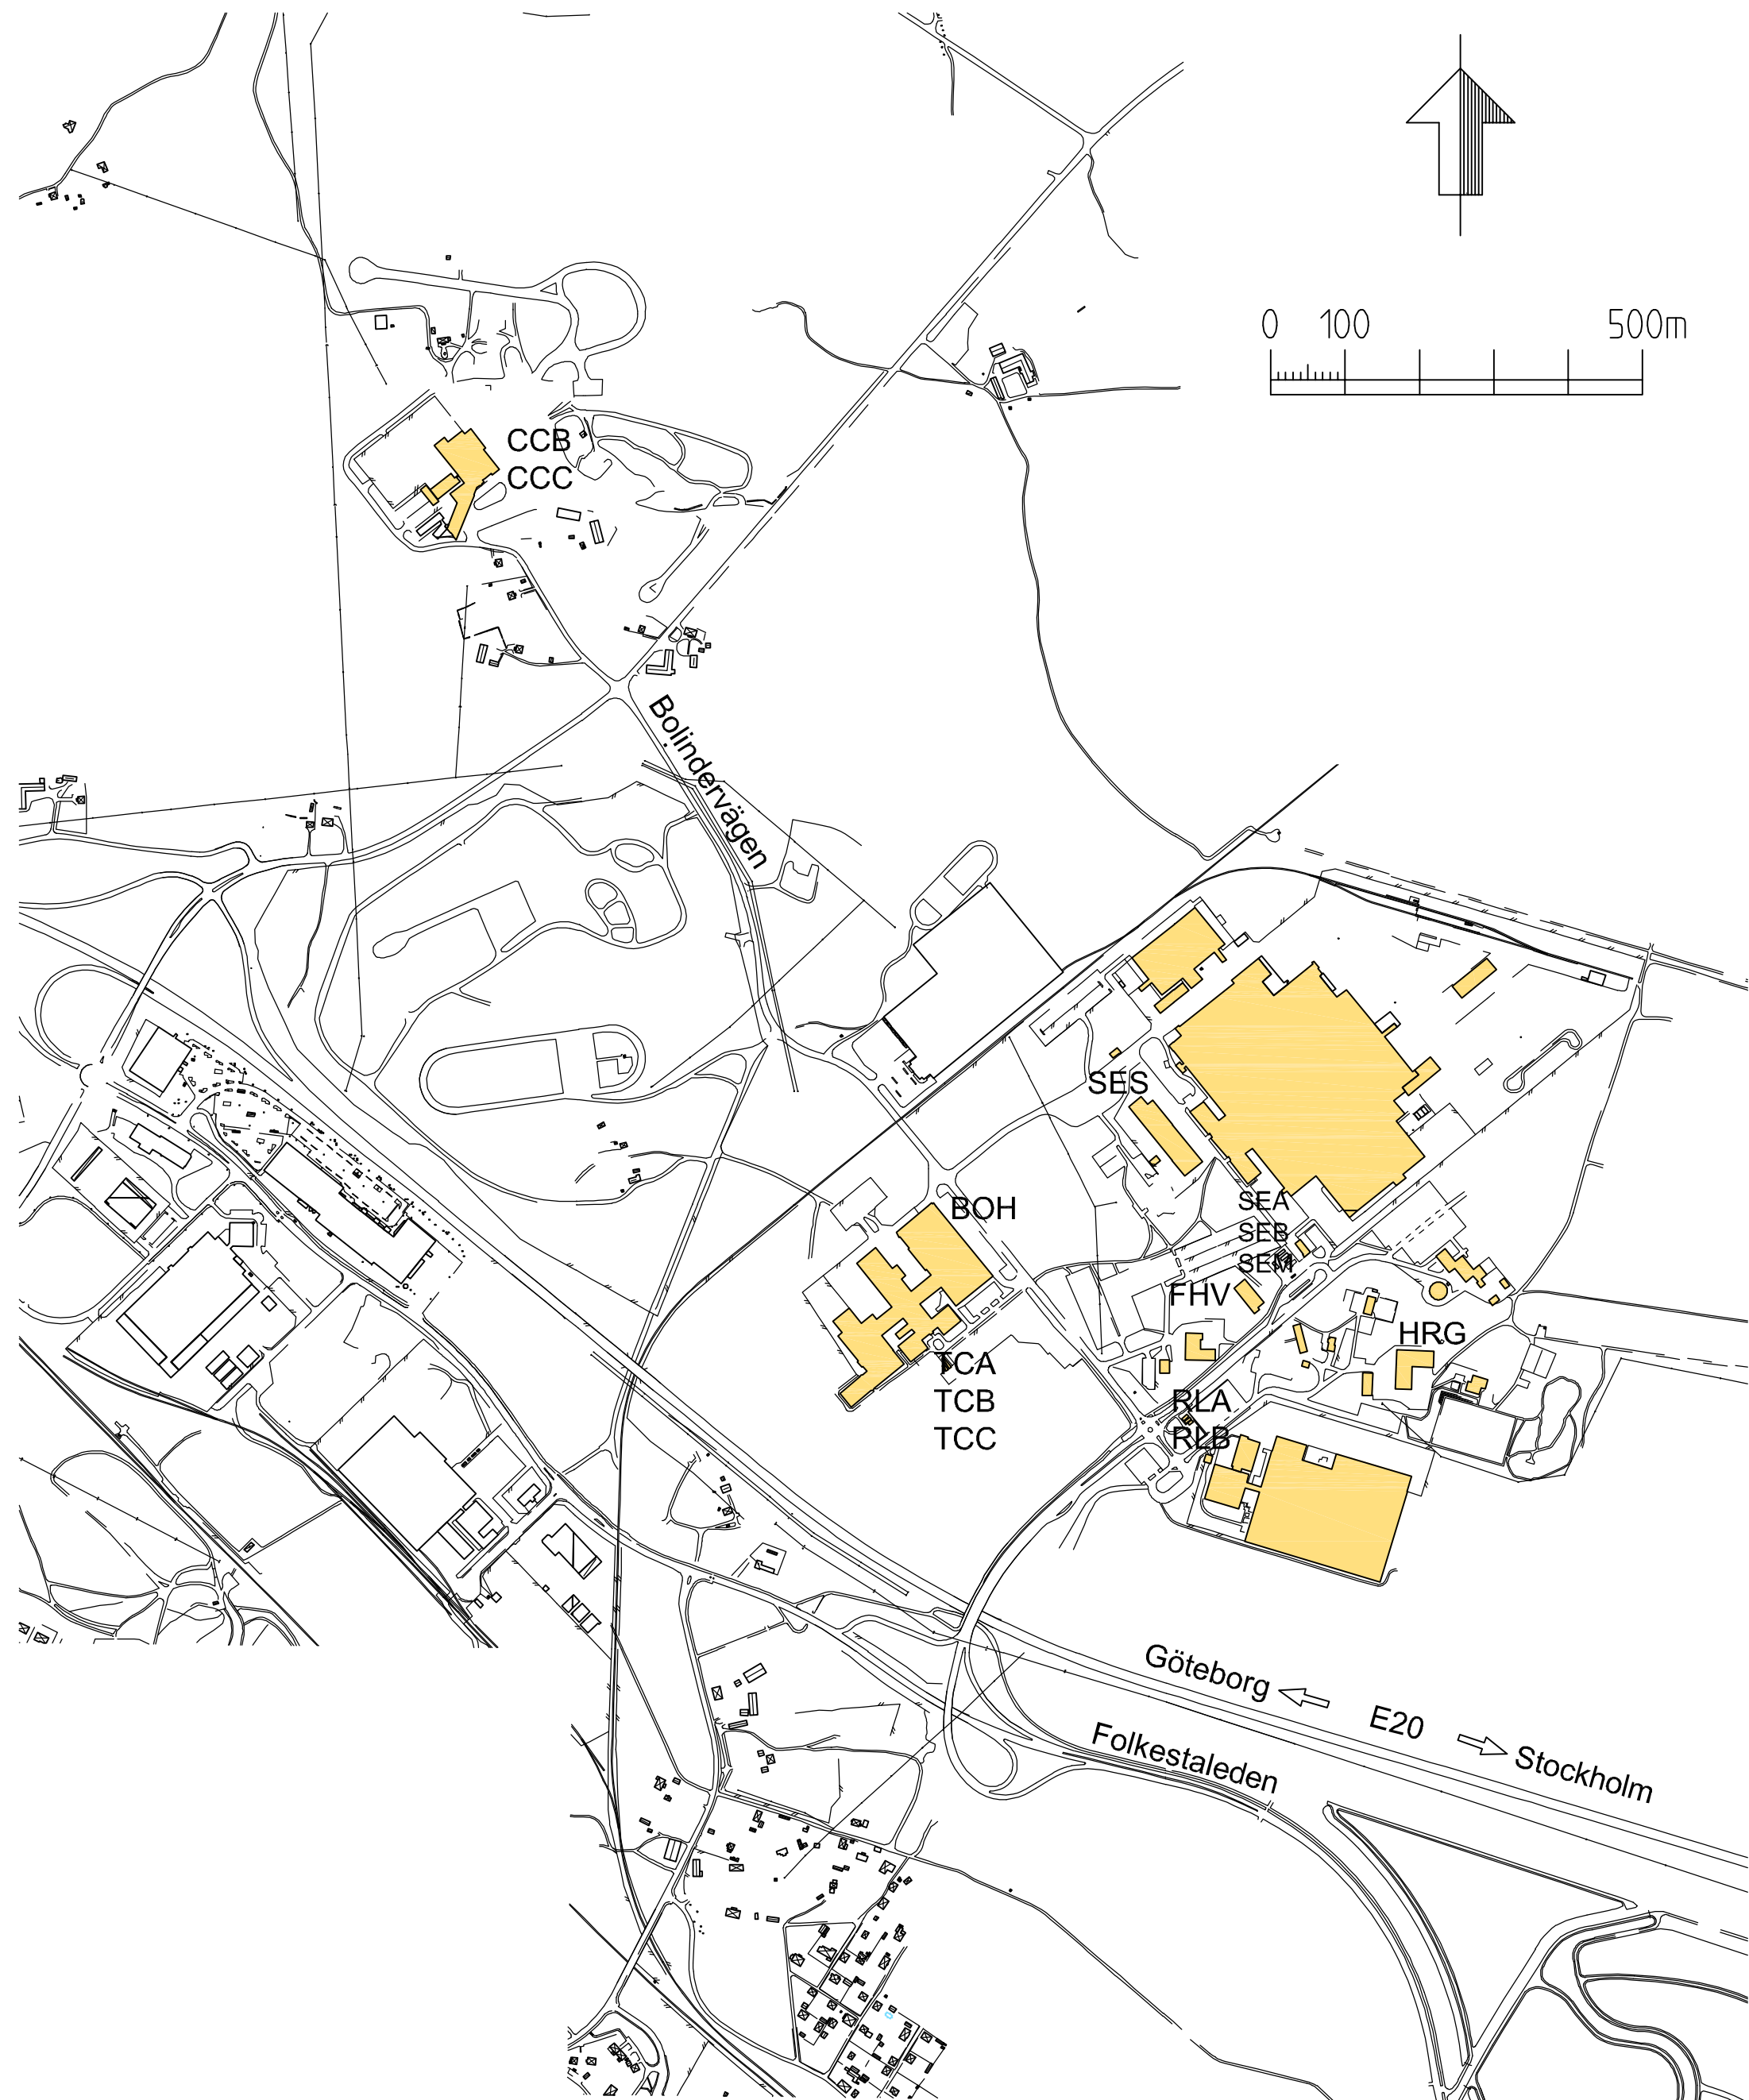 0 100 500m
CCB
CCC
Bolindervägen
SES
SEA
SEB
SEM
BOH
FHV
HRG
TCA
TCB
TCC
RLA
RLB
Göteborg
E20
Stockholm
Folkestaleden